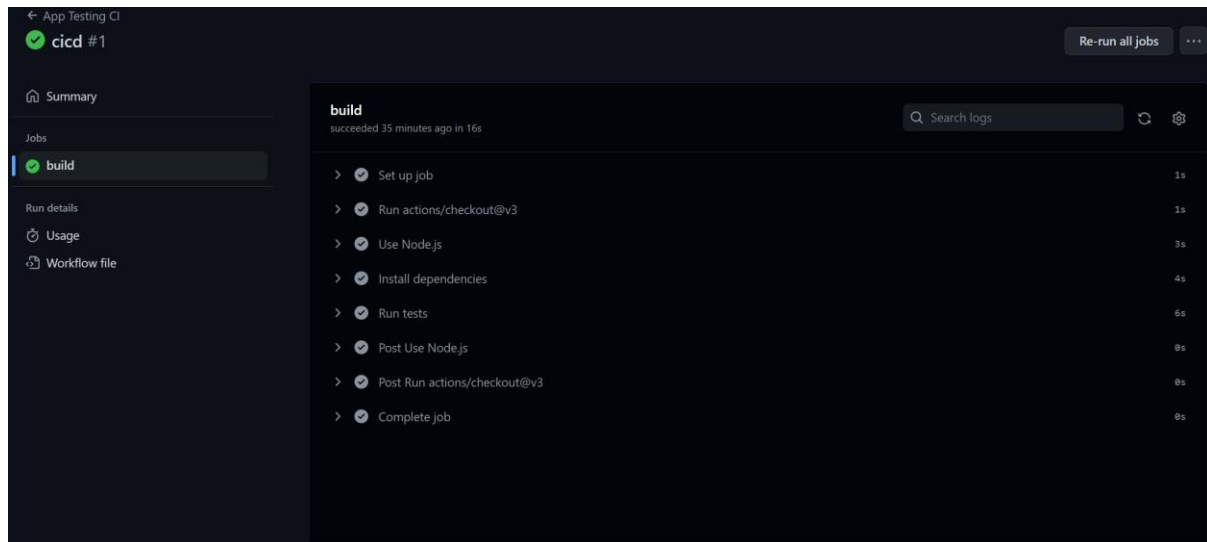 ← App Testing CI
cicd #1
Re-run all jobs
Summary
Jobs
build
Run details
Usage
Workflow file
build
succeeded 35 minutes ago in 16s
Search logs
Set up job 1s
Run actions/checkout@v3 1s
Use Node.js 3s
Install dependencies 4s
Run tests 6s
Post Use Node.js 0s
Post Run actions/checkout@v3 0s
Complete job 0s